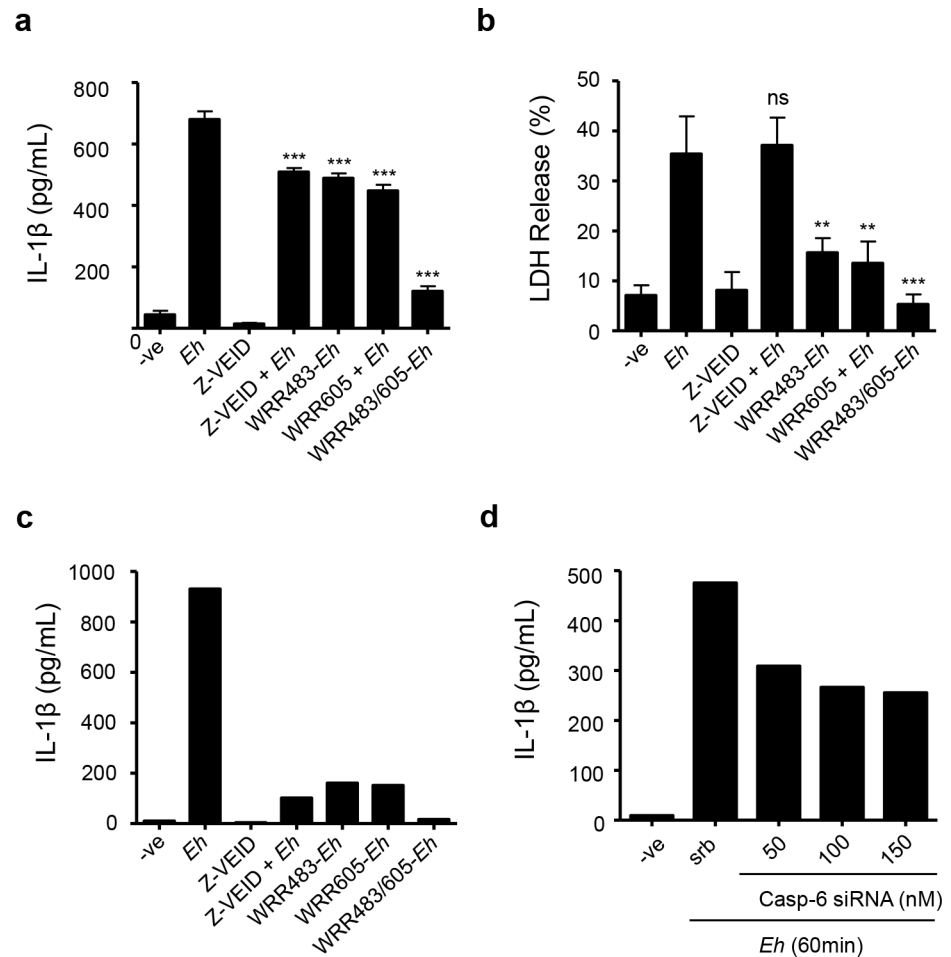 a
IL-1β (pg/mL)
800
600
400
200
0
-ve
Eh
Z-VEID
Z-VEID + Eh
WRR483-Eh
WRR605 + Eh
WRR483/605-Eh
***
***
***
***
b
LDH Release (%)
50
40
30
20
10
0
-ve
Eh
Z-VEID
Z-VEID + Eh
WRR483-Eh
WRR605 + Eh
WRR483/605-Eh
ns
**
**
***
c
IL-1β (pg/mL)
1000
800
600
400
200
0
-ve
Eh
Z-VEID
Z-VEID + Eh
WRR483-Eh
WRR605-Eh
WRR483/605-Eh
d
IL-1β (pg/mL)
500
400
300
200
100
0
-ve
srb
50
100
150
Casp-6 siRNA (nM)
Eh (60min)